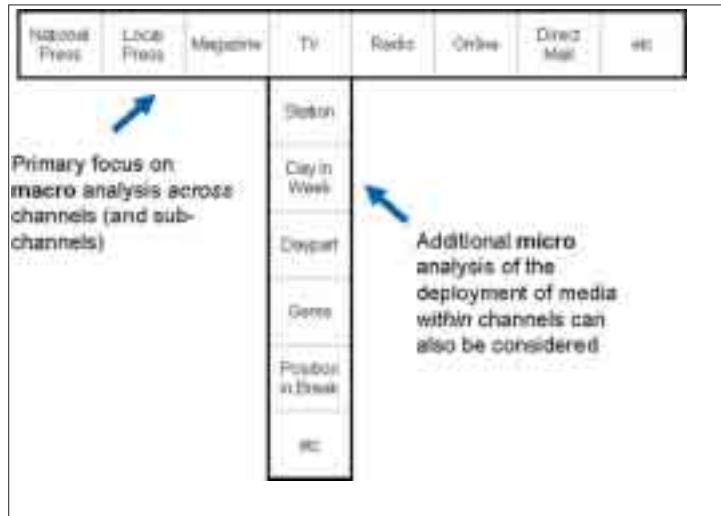 National
Press
Local
Press
Magazine
TV
Radio
Online
Direct
Mail
etc
Station
Day in
Week
Daypart
Genre
Position
in Break
etc
Primary focus on
macro analysis across
channels (and sub-
channels)
Additional micro
analysis of the
deployment of media
within channels can
also be considered